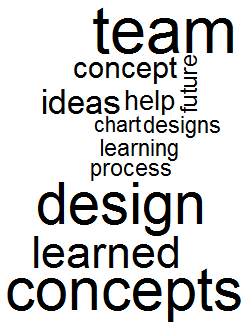 team
concept
future
ideas help
chart designs
learning
process
design
learned
concepts